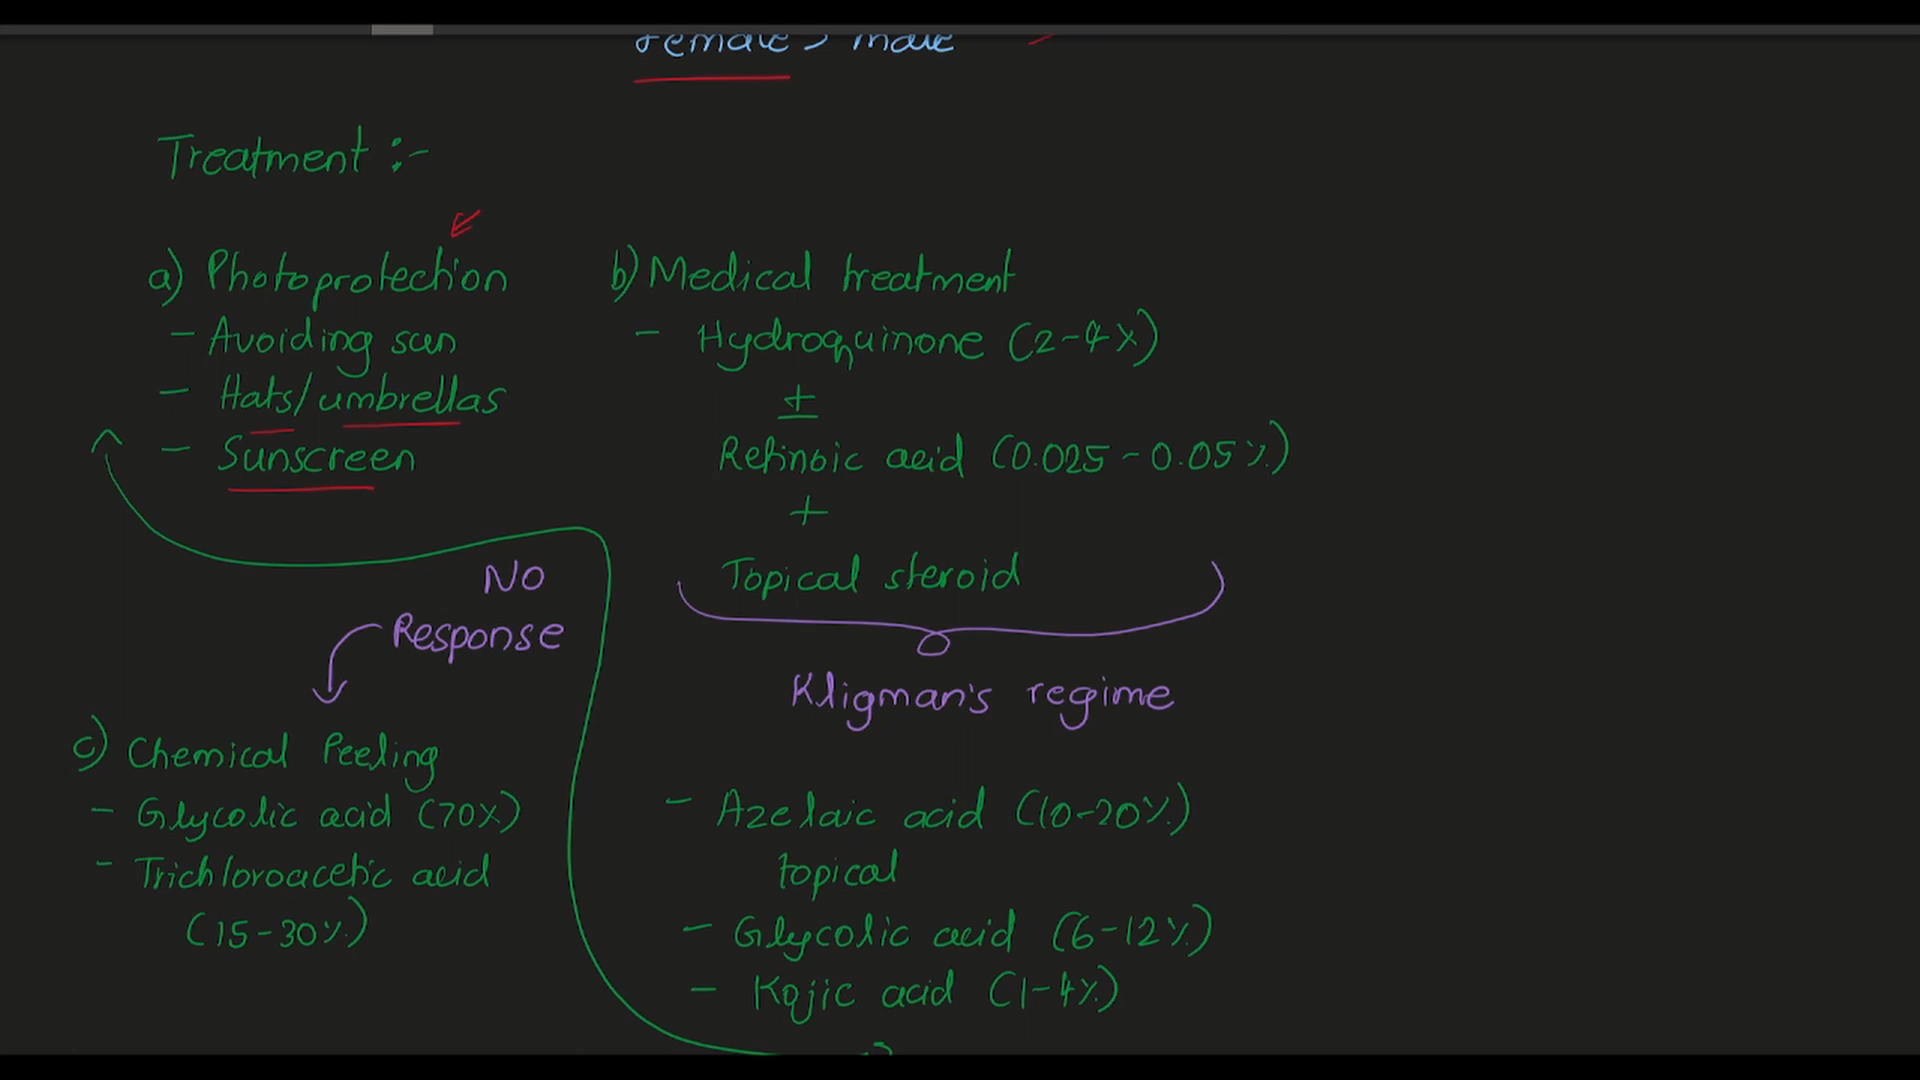 Female > male
Treatment :-
a) Photoprotection
- Avoiding sun
- Hats/umbrellas
- Sunscreen
b) Medical treatment
- Hydroquinone (2-4%)
±
Retinoic acid (0.025 - 0.05%)
+
Topical steroid
Kligman's regime
- Azelaic acid (10-20%)
topical
- Glycolic acid (6-12%)
- Kojic acid (1-4%)
No
Response
c) Chemical Peeling
- Glycolic acid (70%)
- Trichloroacetic acid
(15-30%)